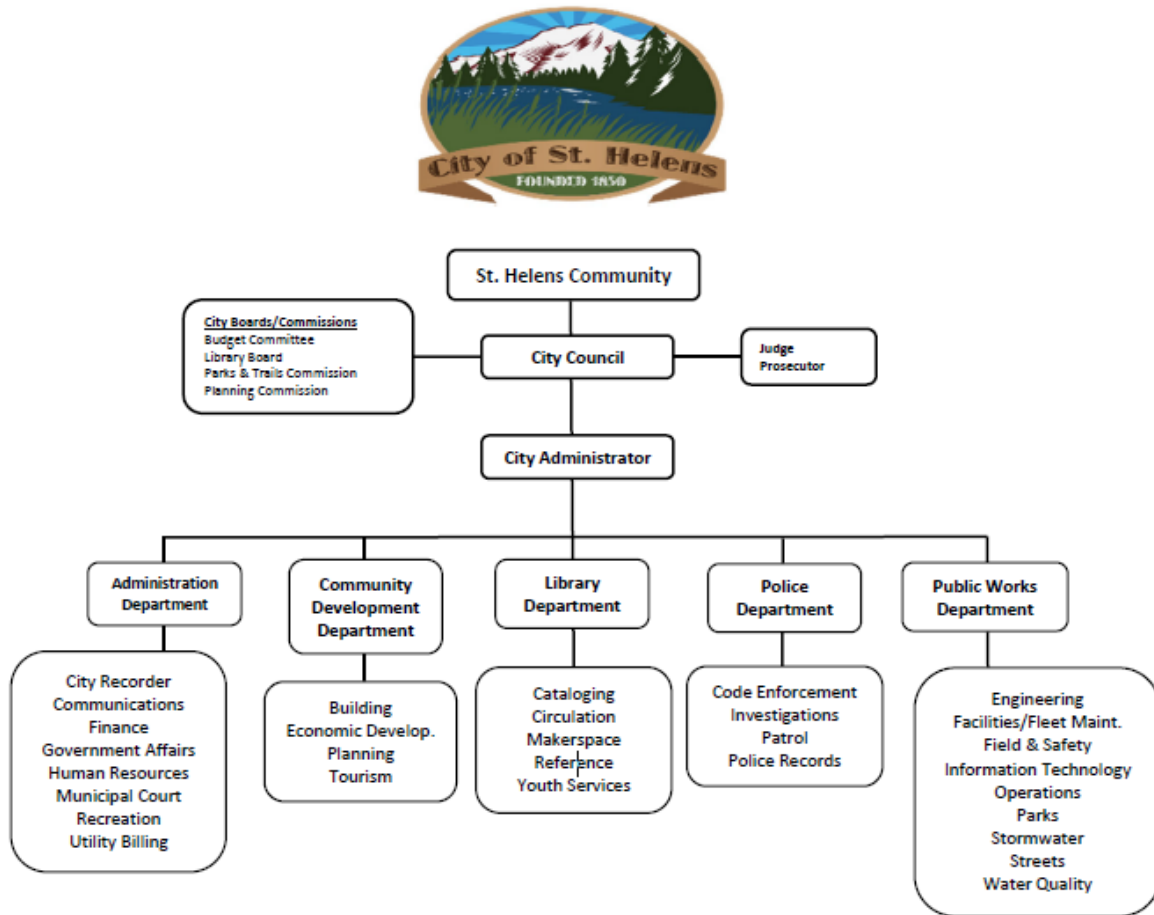 City of St. Helens
FOUNDED 1850
St. Helens Community
City Boards/Commissions
Budget Committee
Library Board
Parks & Trails Commission
Planning Commission
City Council
Judge
Prosecutor
City Administrator
Administration
Department
City Recorder
Communications
Finance
Government Affairs
Human Resources
Municipal Court
Recreation
Utility Billing
Community
Development
Department
Building
Economic Develop.
Planning
Tourism
Library
Department
Cataloging
Circulation
Makerspace
Reference
Youth Services
Police
Department
Code Enforcement
Investigations
Patrol
Police Records
Public Works
Department
Engineering
Facilities/Fleet Maint.
Field & Safety
Information Technology
Operations
Parks
Stormwater
Streets
Water Quality